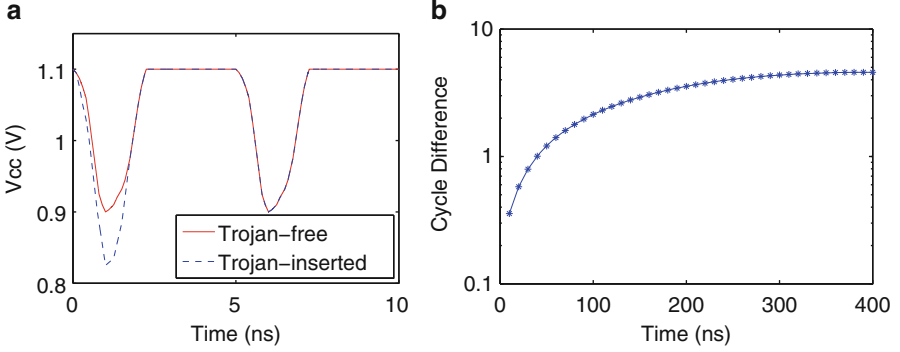 a
Vcc (V)
1.1
1
0.9
0.8
Trojan-free
Trojan-inserted
0
5
10
Time (ns)
b
Cycle Difference
10
1
0.1
0
100
200
300
400
Time (ns)